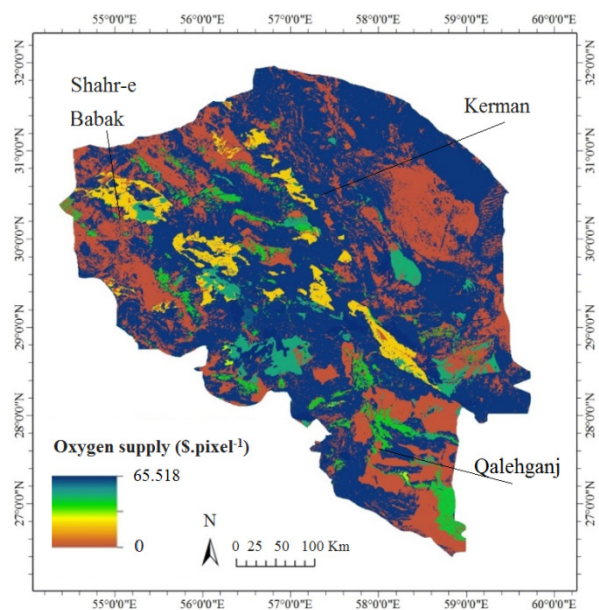 55°0'0"E 56°0'0"E 57°0'0"E 58°0'0"E 59°0'0"E 60°0'0"E
32°0'0"N
31°0'0"N
30°0'0"N
29°0'0"N
28°0'0"N
27°0'0"N
Shahr-e
Babak
Kerman
Qalehganj
Oxygen supply ($.pixel-1)
65.518
0
N
0 25 50 100 Km
32°0'0"N
31°0'0"N
30°0'0"N
29°0'0"N
28°0'0"N
27°0'0"N
55°0'0"E 56°0'0"E 57°0'0"E 58°0'0"E 59°0'0"E 60°0'0"E